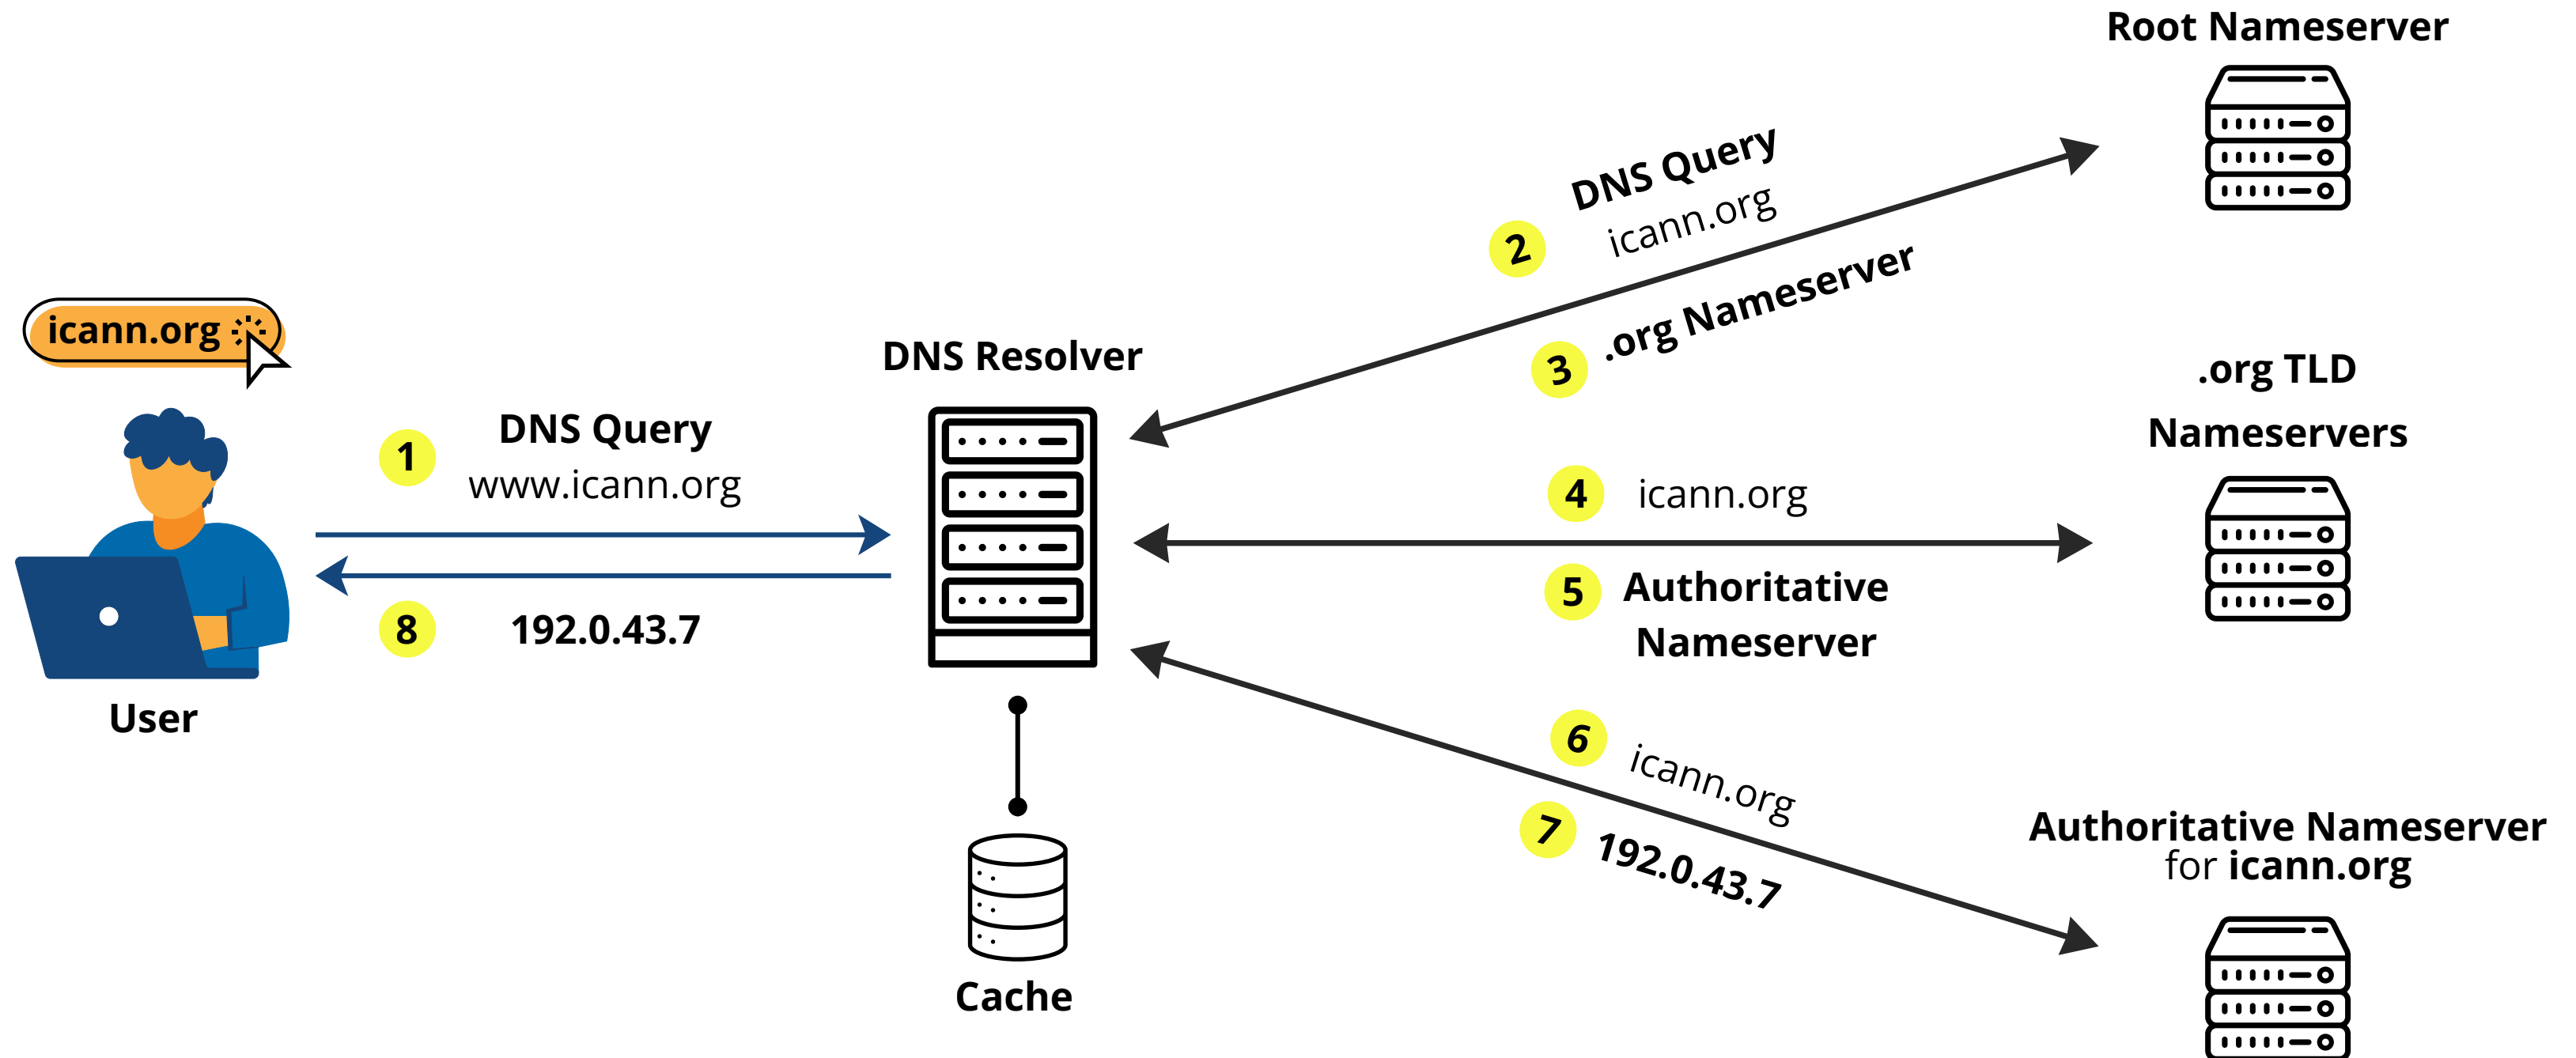 Root Nameserver
DNS Query
2
icann.org
3
.org Nameserver
icann.org
DNS Resolver
.org TLD
Nameservers
1
DNS Query
www.icann.org
4
icann.org
5
Authoritative
Nameserver
8
192.0.43.7
User
6
icann.org
7
192.0.43.7
Authoritative Nameserver
for icann.org
Cache